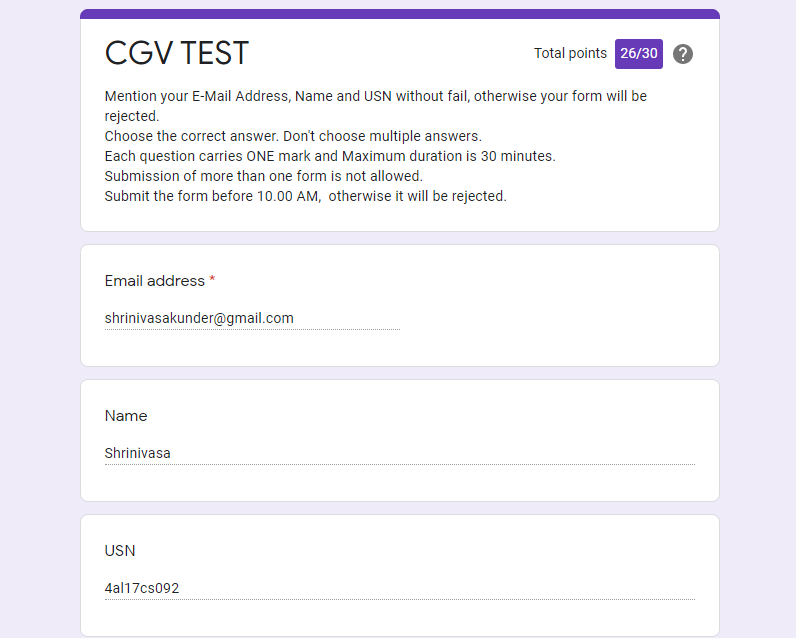 CGV TEST
Total points 26/30 ?
Mention your E-Mail Address, Name and USN without fail, otherwise your form will be
rejected.
Choose the correct answer. Don't choose multiple answers.
Each question carries ONE mark and Maximum duration is 30 minutes.
Submission of more than one form is not allowed.
Submit the form before 10.00 AM,  otherwise it will be rejected.
Email address *
shrinivasakunder@gmail.com
Name
Shrinivasa
USN
4al17cs092